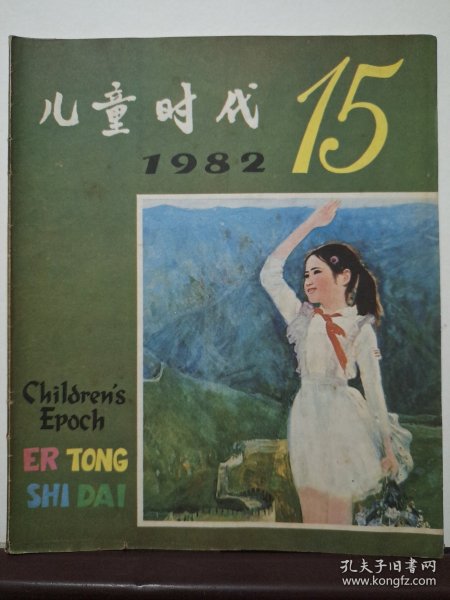 儿童时代
15
1982
Children's
Epoch
ER TONG
SHI DAI
孔夫子旧书网
www.kongfz.com